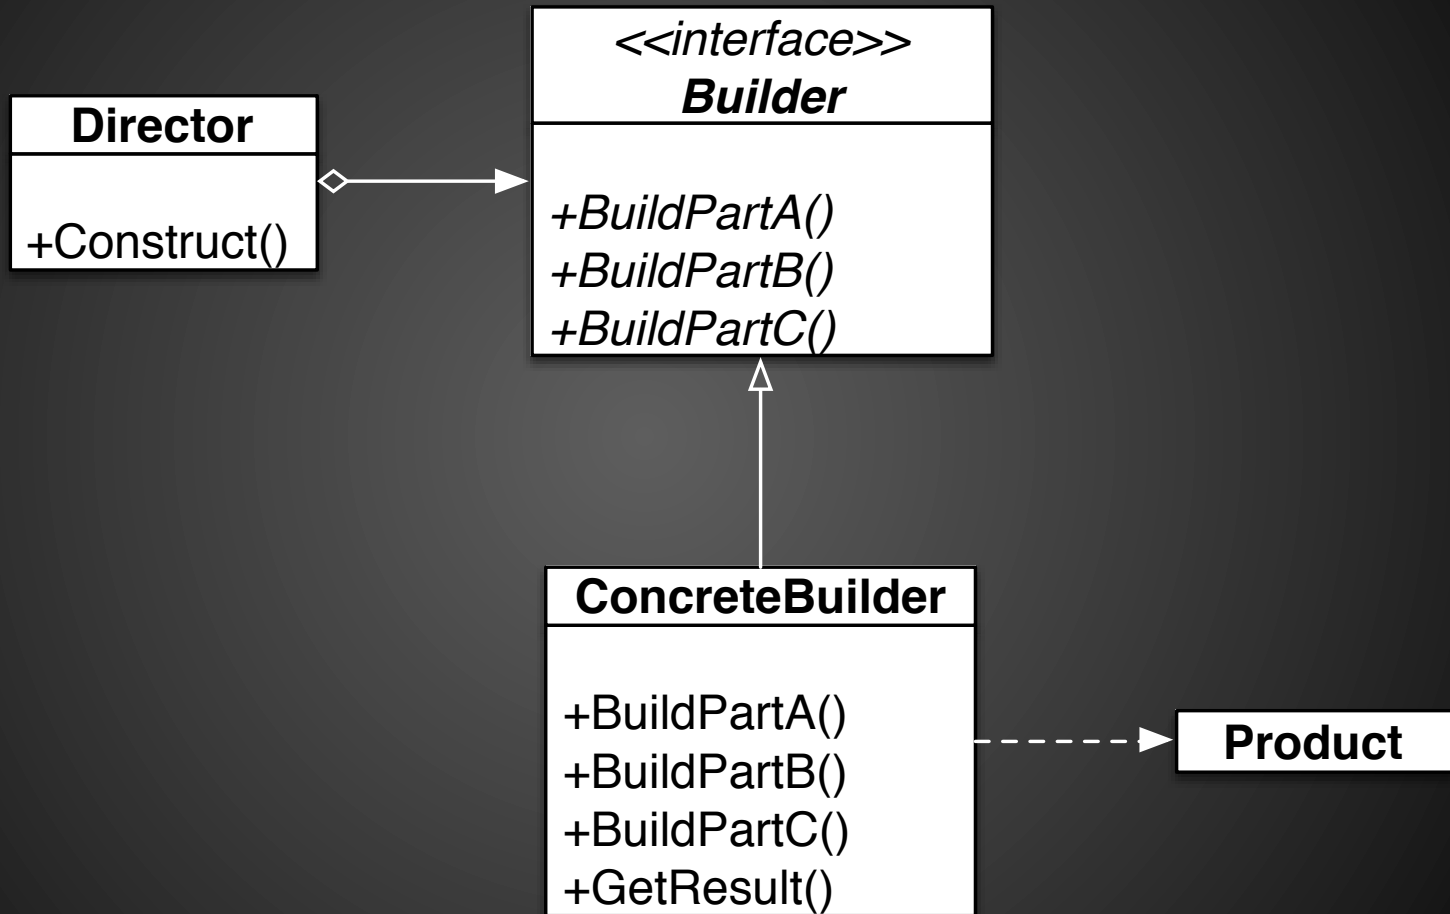 <<interface>>
Builder
Director
+Construct()
+BuildPartA()
+BuildPartB()
+BuildPartC()
ConcreteBuilder
+BuildPartA()
+BuildPartB()
+BuildPartC()
+GetResult()
Product